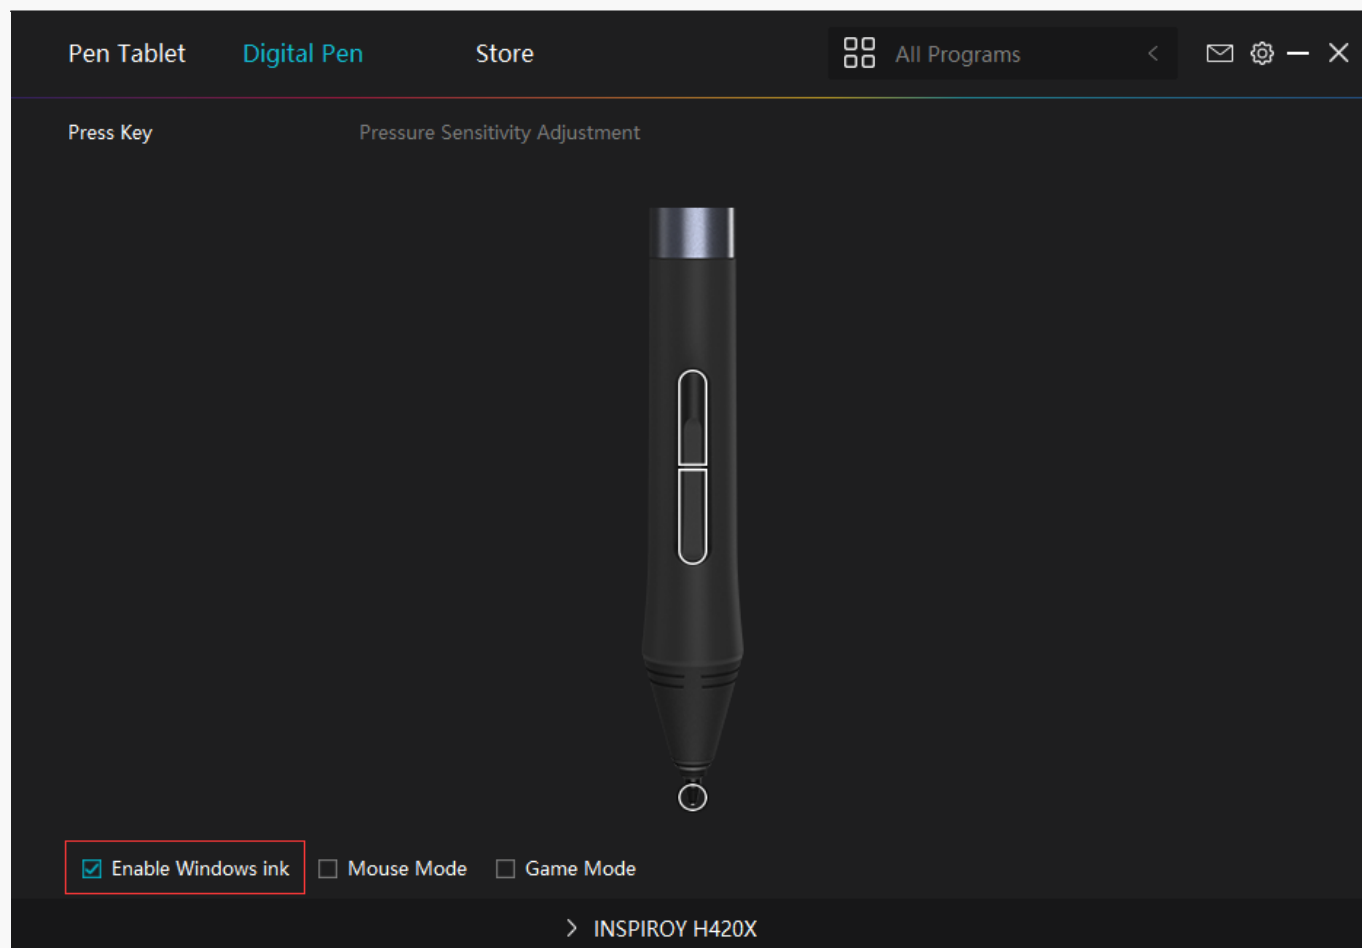 Pen Tablet Digital Pen Store All Programs
Press Key Pressure Sensitivity Adjustment
Enable Windows ink Mouse Mode Game Mode
INSPIROY H420X